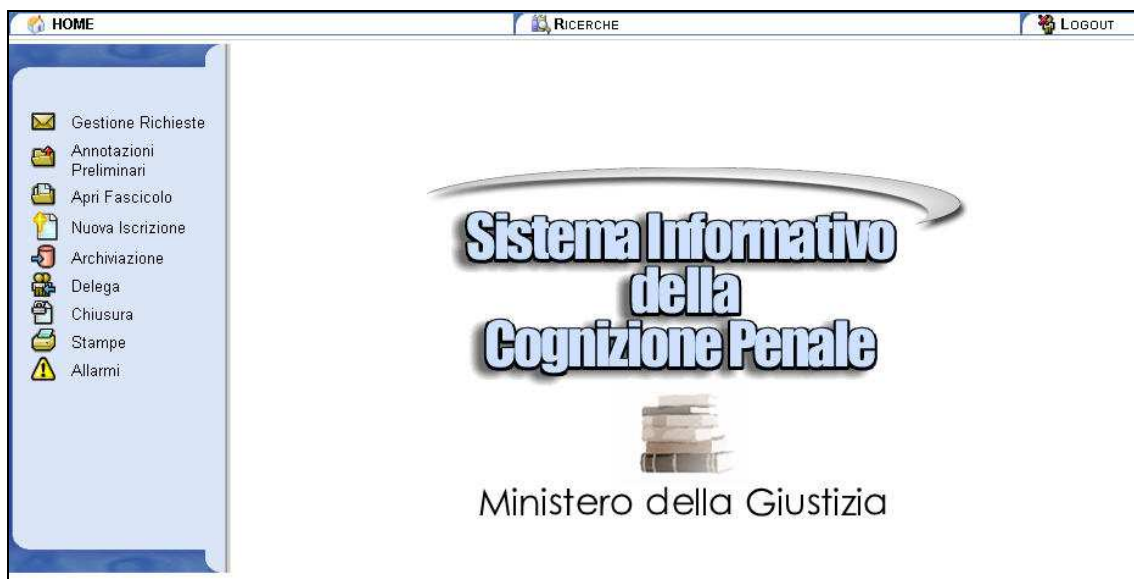 HOME
RICERCHE
LOGOUT
Gestione Richieste
Annotazioni
Preliminari
Apri Fascicolo
Nuova Iscrizione
Archiviazione
Delega
Chiusura
Stampe
Allarmi
Sistema Informativo
della
Cognizione Penale
Ministero della Giustizia